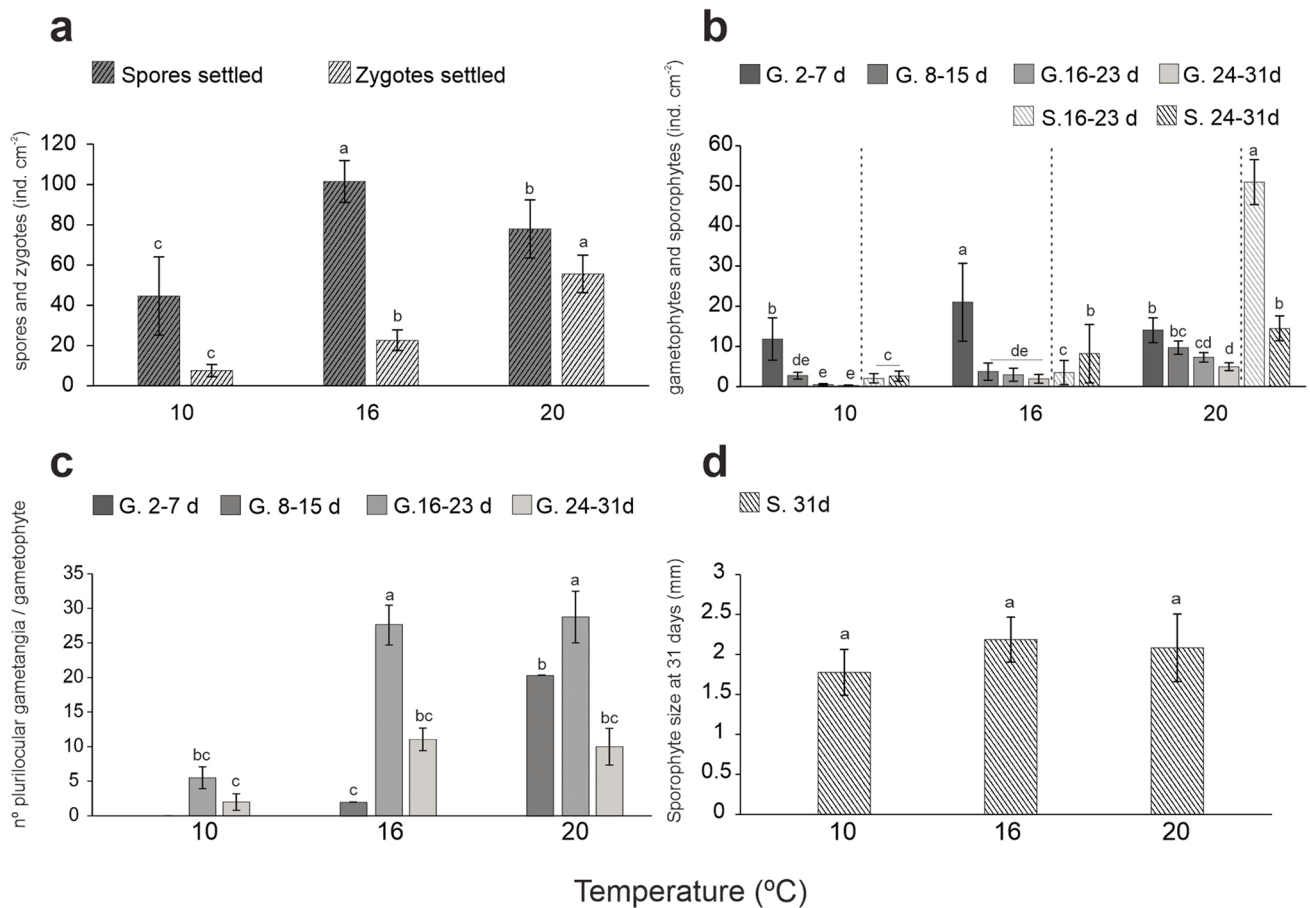 a
Spores settled
Zygotes settled
spores and zygotes (ind. cm-2)
120
100
80
60
40
20
0
c
c
a
b
b
a
10
16
20
b
G. 2-7 d
G. 8-15 d
G.16-23 d
G. 24-31d
S.16-23 d
S. 24-31d
gametophytes and sporophytes (ind. cm-2)
60
50
40
30
20
10
0
b
de
e
e
c
a
de
c
b
b
bc
cd
d
a
b
10
16
20
c
G. 2-7 d
G. 8-15 d
G.16-23 d
G. 24-31d
nº plurilocular gametangia / gametophyte
35
30
25
20
15
10
5
0
bc
c
c
a
bc
b
a
bc
10
16
20
d
S. 31d
Sporophyte size at 31 days (mm)
3
2.5
2
1.5
1
0.5
0
a
a
a
10
16
20
Temperature (ºC)